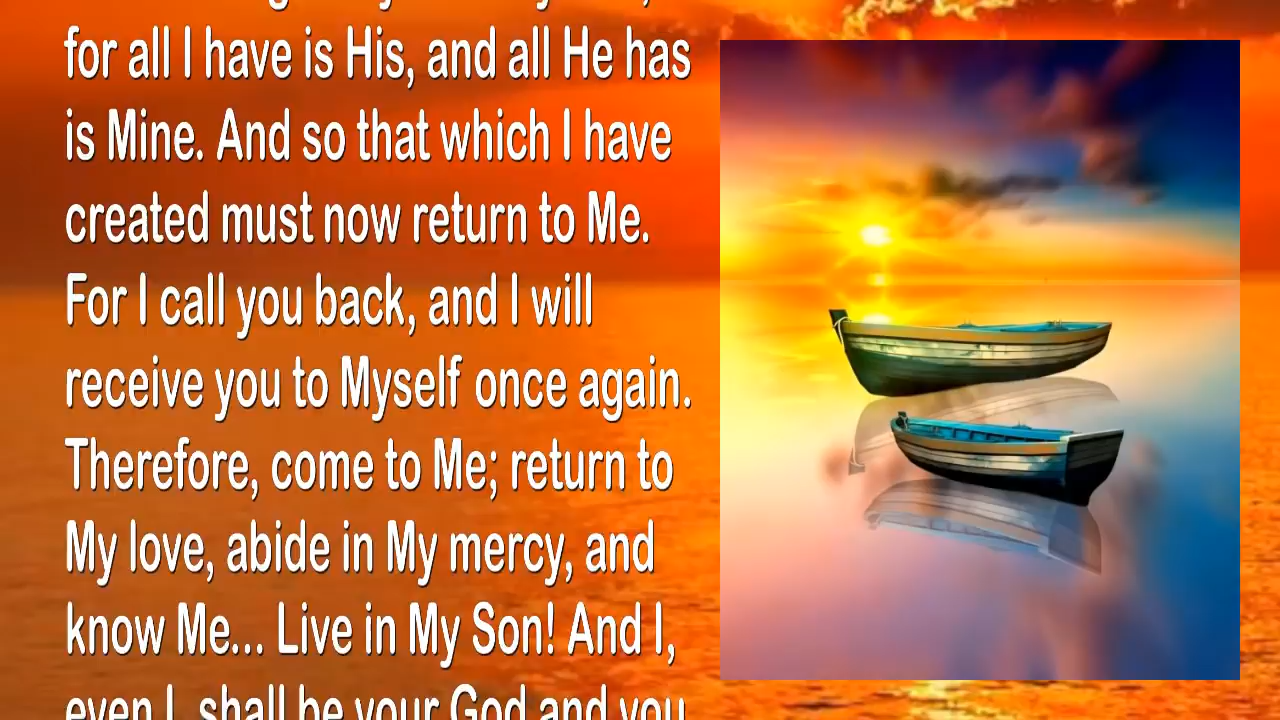 for all I have is His, and all He has
is Mine. And so that which I have
created must now return to Me.
For I call you back, and I will
receive you to Myself once again.
Therefore, come to Me; return to
My love, abide in My mercy, and
know Me... Live in My Son! And I,
even I, shall be your God and you